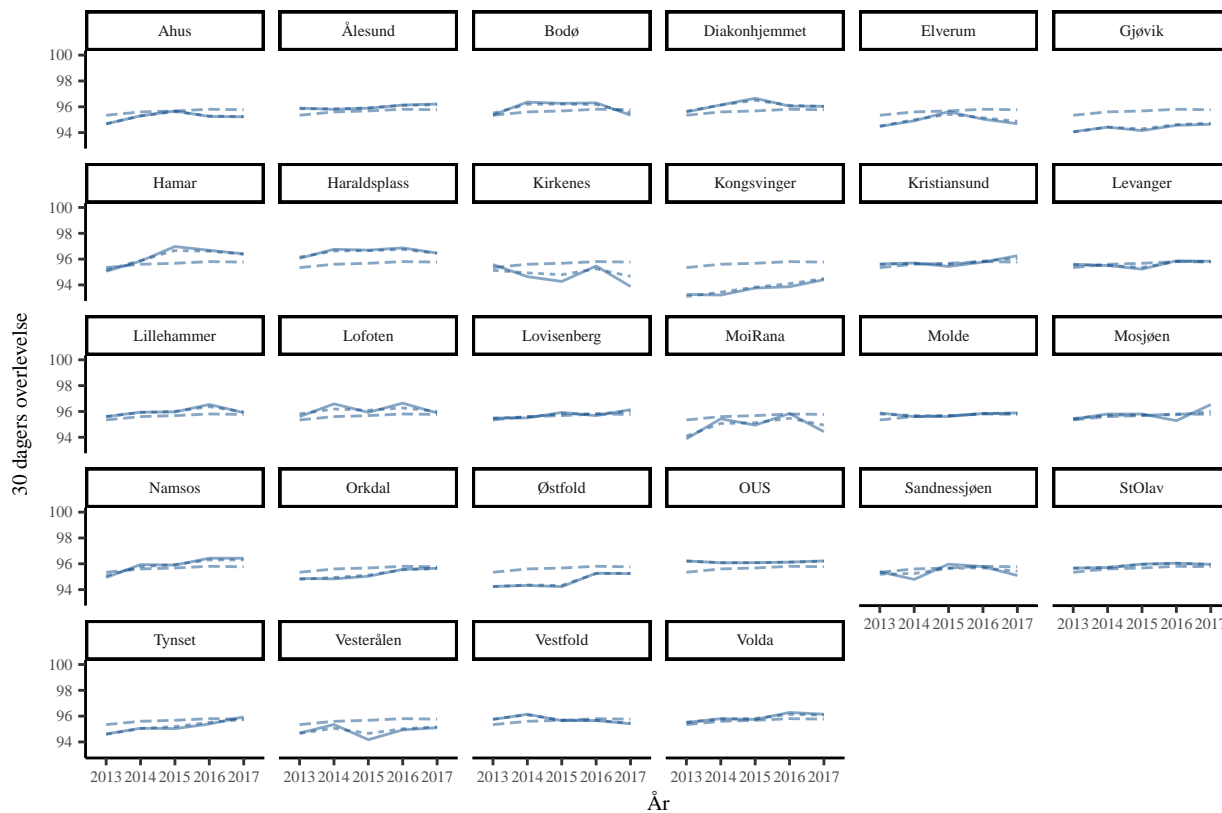 Ahus Ålesund Bodø Diakonhjemmet Elverum Gjøvik
100
98
96
94
Hamar Haraldsplass Kirkenes Kongsvinger Kristiansund Levanger
100
98
96
94
Lillehammer Lofoten Lovisenberg MoiRana Molde Mosjøen
100
98
96
94
Namsos Orkdal Østfold OUS Sandnessjøen StOlav
100
98
96
94
2013 2014 2015 2016 2017 2013 2014 2015 2016 2017
Tynset Vesterålen Vestfold Volda
100
98
96
94
2013 2014 2015 2016 2017 2013 2014 2015 2016 2017 2013 2014 2015 2016 2017 2013 2014 2015 2016 2017
År
30 dagers overlevelse